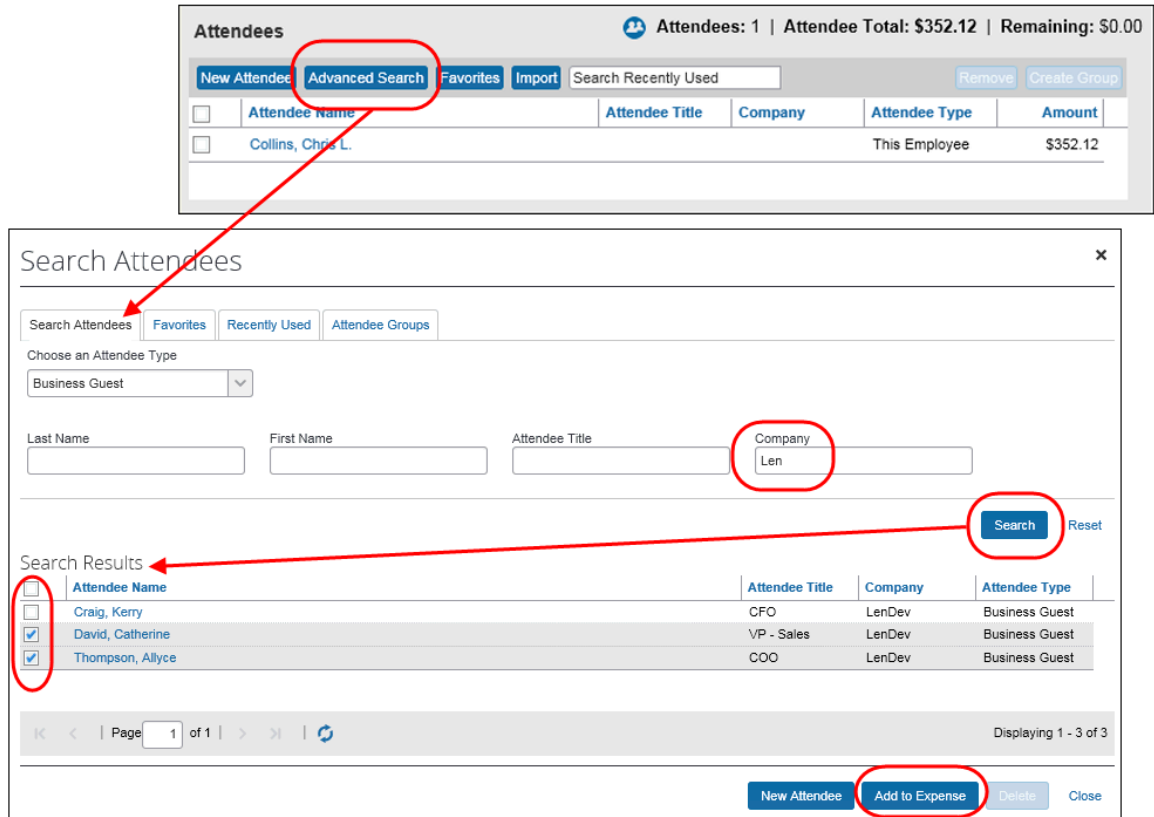 Attendees
Attendees: 1 | Attendee Total: $352.12 | Remaining: $0.00
New Attendee Advanced Search Favorites Import Search Recently Used Remove Create Group
Attendee Name Attendee Title Company Attendee Type Amount
Collins, Chris L. This Employee $352.12
Search Attendees
Search Attendees Favorites Recently Used Attendee Groups
Choose an Attendee Type
Business Guest
Last Name First Name Attendee Title Company
Len
Search Reset
Search Results
Attendee Name Attendee Title Company Attendee Type
Craig, Kerry CFO LenDev Business Guest
David, Catherine VP - Sales LenDev Business Guest
Thompson, Allyce COO LenDev Business Guest
Page 1 of 1 Displaying 1 - 3 of 3
New Attendee Add to Expense Delete Close